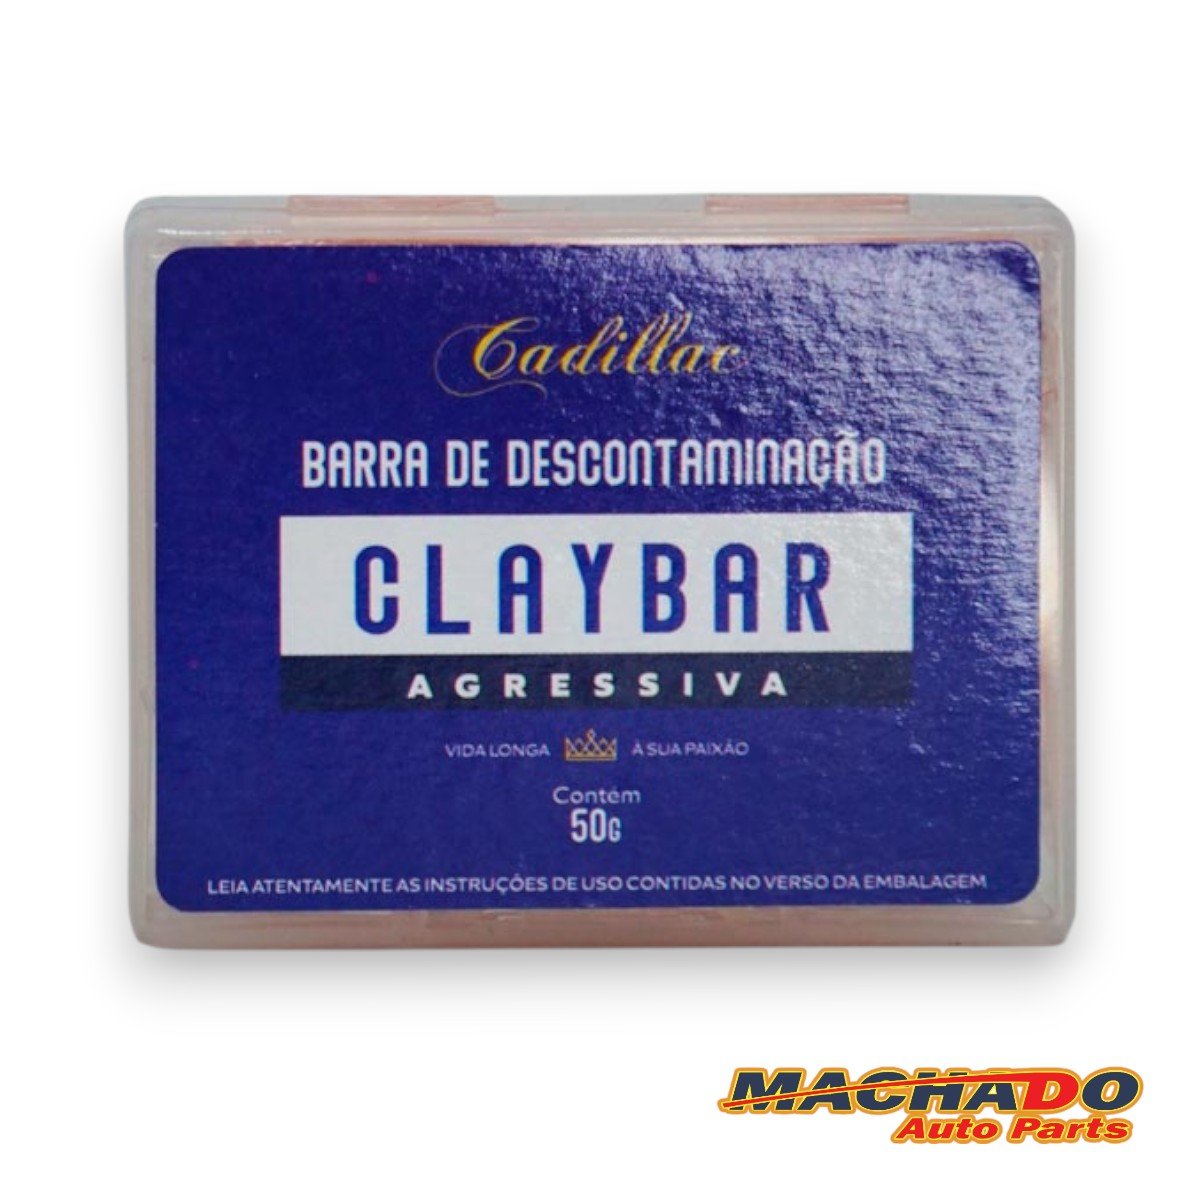 Cadillac
BARRA DE DESCONTAMINAÇÃO
CLAYBAR
AGRESSIVA
VIDA LONGA À SUA PAIXÃO
Contém
50G
LEIA ATENTAMENTE AS INSTRUÇÕES DE USO CONTIDAS NO VERSO DA EMBALAGEM
MACHADO
Auto Parts